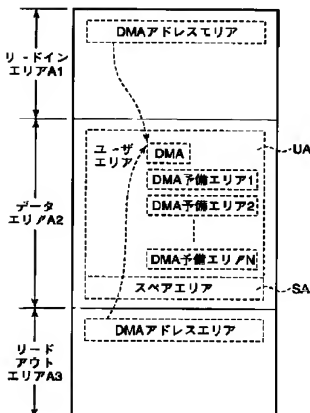 DMAアドレスエリア
リードイン
エリアA1
ユーザ
エリア
UA
DMA
DMA予備エリア1
DMA予備エリア2
データ
エリアA2
DMA予備エリアN
スペアエリア
SA
DMAアドレスエリア
リード
アウト
エリアA3